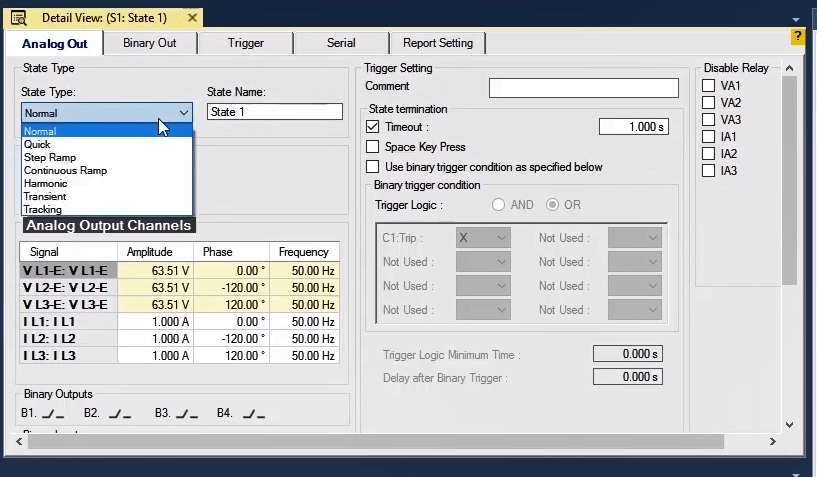 Detail View: (S1: State 1)
Analog Out
Binary Out
Trigger
Serial
Report Setting
?
State Type
State Type:
State Name:
Normal
State 1
Normal
Quick
Step Ramp
Continuous Ramp
Harmonic
Transient
Tracking
Analog Output Channels
Signal Amplitude Phase Frequency
V L1-E: V L1-E 63.51 V 0.00 ° 50.00 Hz
V L2-E: V L2-E 63.51 V -120.00 ° 50.00 Hz
V L3-E: V L3-E 63.51 V 120.00 ° 50.00 Hz
I L1: I L1 1.000 A 0.00 ° 50.00 Hz
I L2: I L2 1.000 A -120.00 ° 50.00 Hz
I L3: I L3 1.000 A 120.00 ° 50.00 Hz
Binary Outputs
B1. B2. B3. B4.
Trigger Setting
Comment
State termination
Timeout : 1.000 s
Space Key Press
Use binary trigger condition as specified below
Binary trigger condition
Trigger Logic : AND OR
C1:Trip : X Not Used :
Not Used : Not Used :
Not Used : Not Used :
Not Used : Not Used :
Trigger Logic Minimum Time : 0.000 s
Delay after Binary Trigger : 0.000 s
Disable Relay
VA1
VA2
VA3
IA1
IA2
IA3